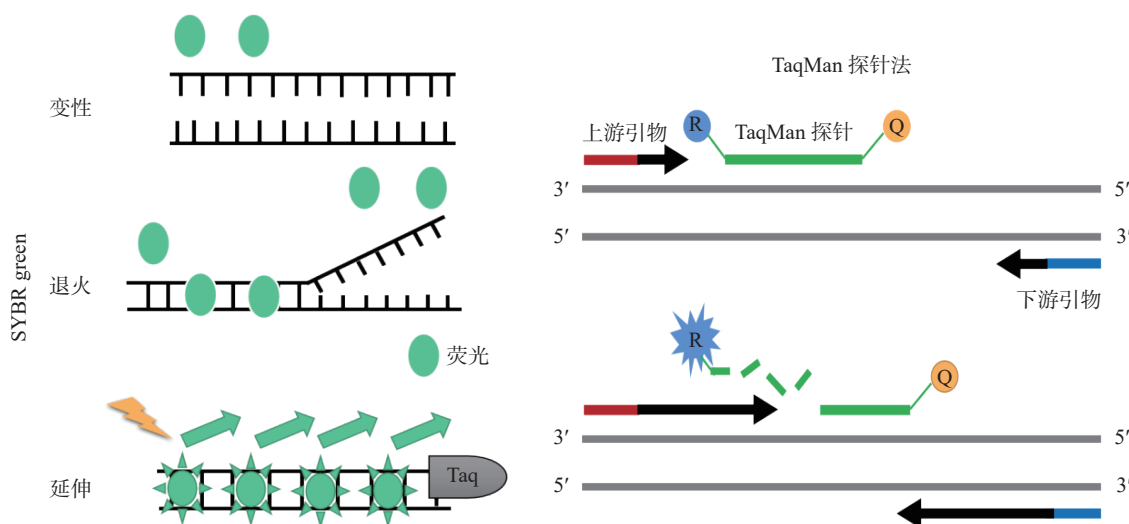 SYBR green
变性
退火
荧光
延伸
Taq
TaqMan 探针法
上游引物
R
TaqMan 探针
Q
3′
5′
5′
3′
下游引物
R
Q
3′
5′
5′
3′